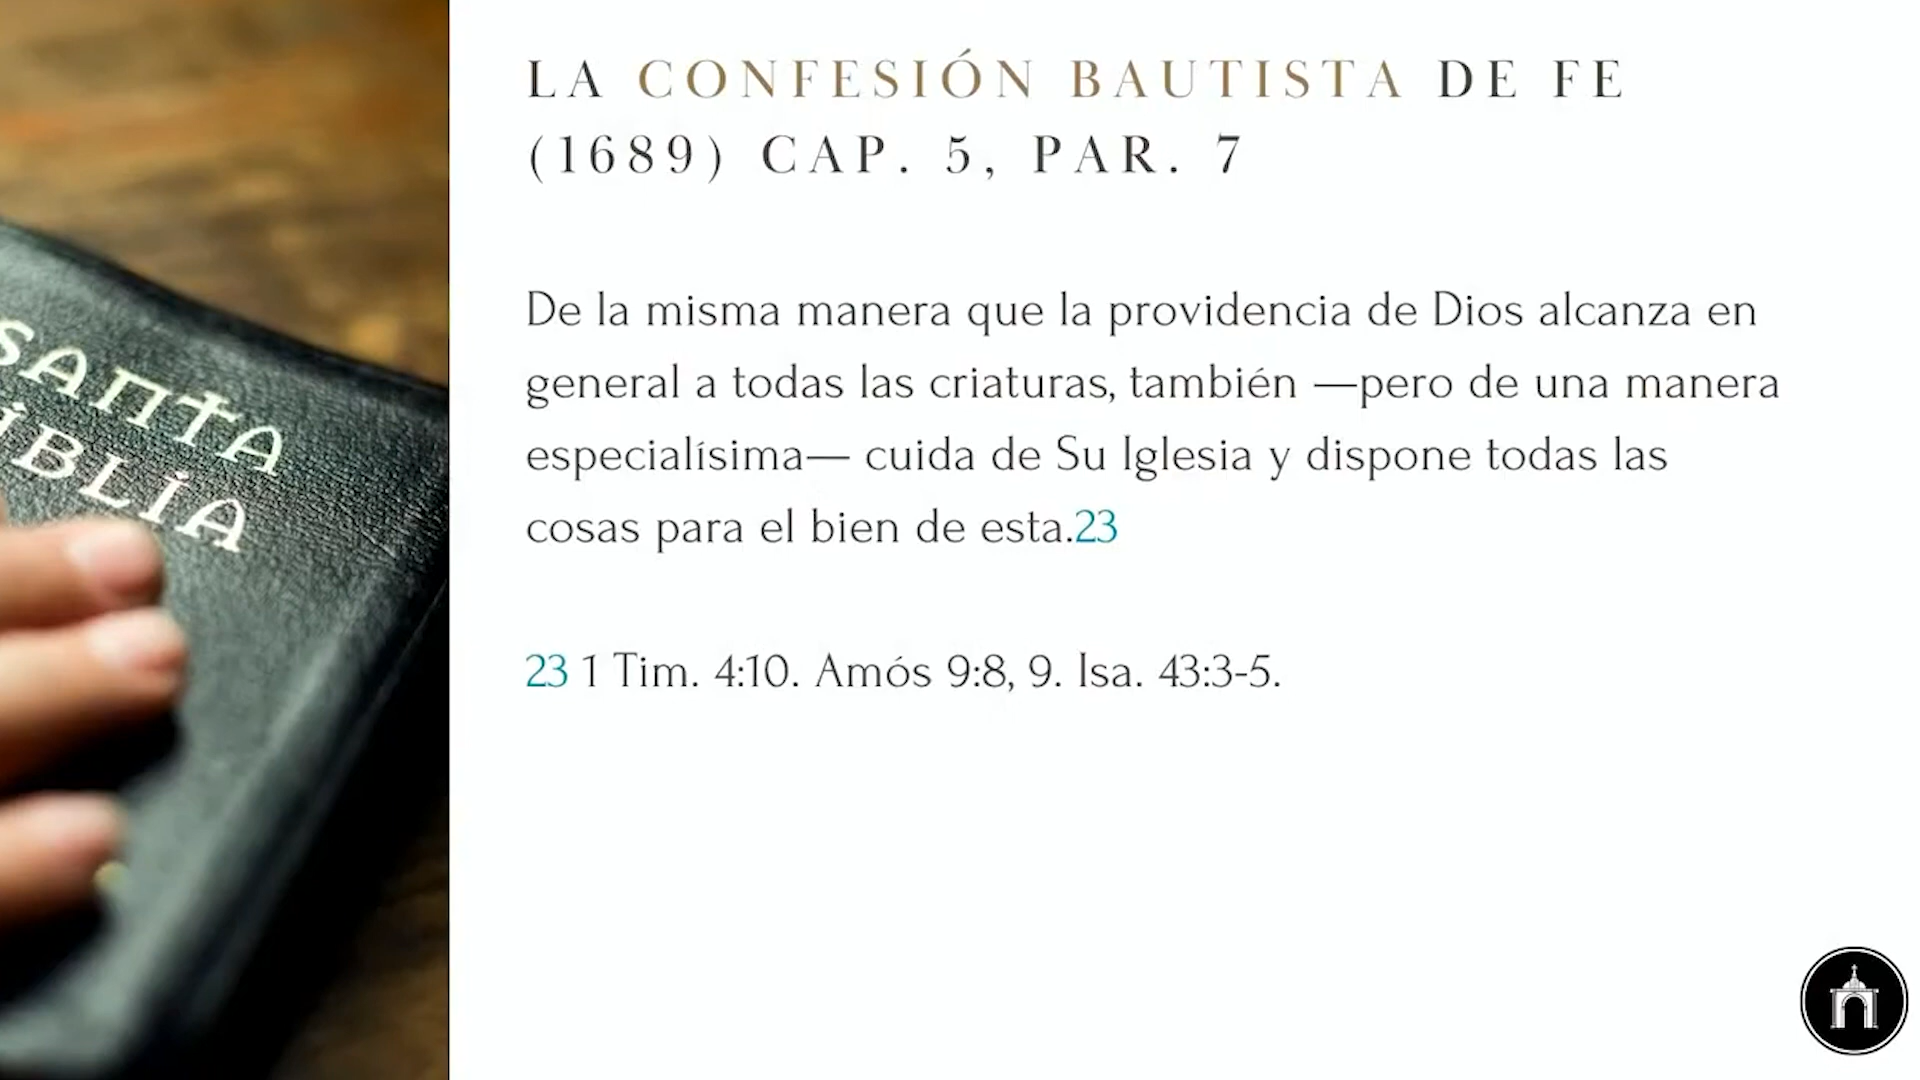 SANTA
BIBLIA
LA CONFESIÓN BAUTISTA DE FE
(1689) CAP. 5, PAR. 7
De la misma manera que la providencia de Dios alcanza en
general a todas las criaturas, también —pero de una manera
especialísima— cuida de Su Iglesia y dispone todas las
cosas para el bien de esta.23
23 1 Tim. 4:10. Amós 9:8, 9. Isa. 43:3-5.